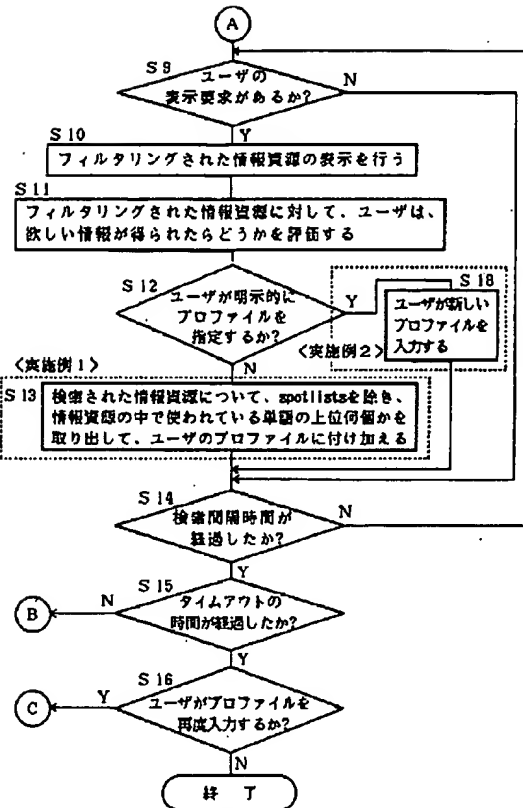 A
S 9
ユーザの
表示要求があるか?
N
Y
S 10
フィルタリングされた情報資源の表示を行う
S 11
フィルタリングされた情報資源に対して、ユーザは、
欲しい情報が得られたらどうかを評価する
S 12
ユーザが明示的に
プロファイルを
指定するか?
Y
N
S 18
ユーザが新しい
プロファイルを
入力する
<実施例2>
<実施例1>
S 13
検索された情報資源について、spotlistsを除き、
情報資源の中で使われている単語の上位何個かを
取り出して、ユーザのプロファイルに付け加える
S 14
検索間隔時間が
経過したか?
N
Y
S 15
タイムアウトの
時間が経過したか?
N
B
Y
S 16
ユーザがプロファイルを
再度入力するか?
Y
C
N
終 了